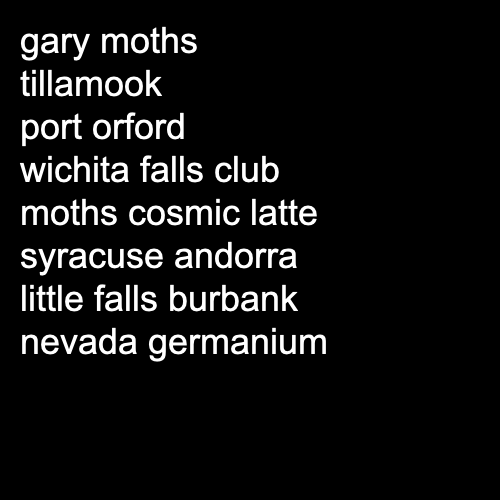 gary moths
tillamook
port orford
wichita falls club
moths cosmic latte
syracuse andorra
little falls burbank
nevada germanium